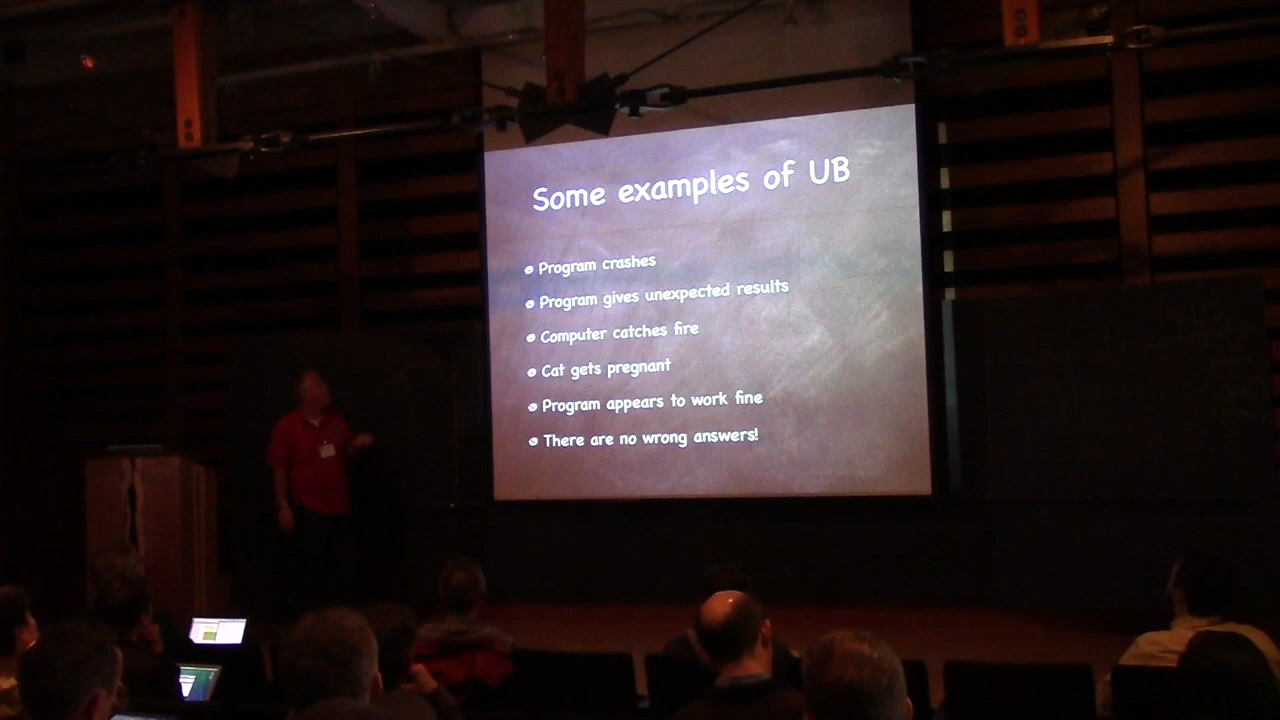 Some examples of UB
Program crashes
Program gives unexpected results
Computer catches fire
Cat gets pregnant
Program appears to work fine
There are no wrong answers!